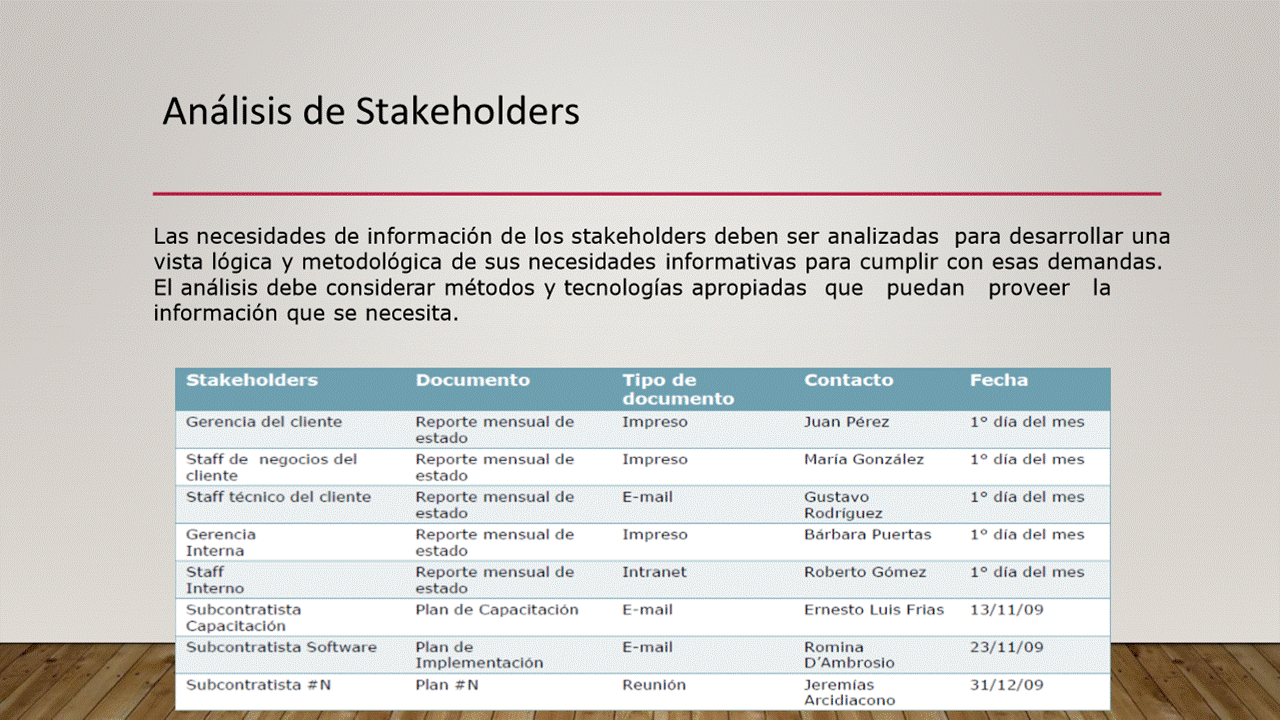 Análisis de Stakeholders
Las necesidades de información de los stakeholders deben ser analizadas para desarrollar una
vista lógica y metodológica de sus necesidades informativas para cumplir con esas demandas.
El análisis debe considerar métodos y tecnologías apropiadas que puedan proveer la
información que se necesita.
Stakeholders Documento Tipo de Contacto Fecha
documento
Gerencia del cliente Reporte mensual de Impreso Juan Pérez 1° día del mes
estado
Staff de negocios del Reporte mensual de Impreso María González 1° día del mes
cliente estado
Staff técnico del cliente Reporte mensual de E-mail Gustavo 1° día del mes
estado Rodríguez
Gerencia Reporte mensual de Impreso Bárbara Puertas 1° día del mes
Interna estado
Staff Reporte mensual de Intranet Roberto Gómez 1° día del mes
Interno estado
Subcontratista Plan de Capacitación E-mail Ernesto Luis Frias 13/11/09
Capacitación
Subcontratista Software Plan de E-mail Romina 23/11/09
Implementación D´Ambrosio
Subcontratista #N Plan #N Reunión Jeremías 31/12/09
Arcidiacono